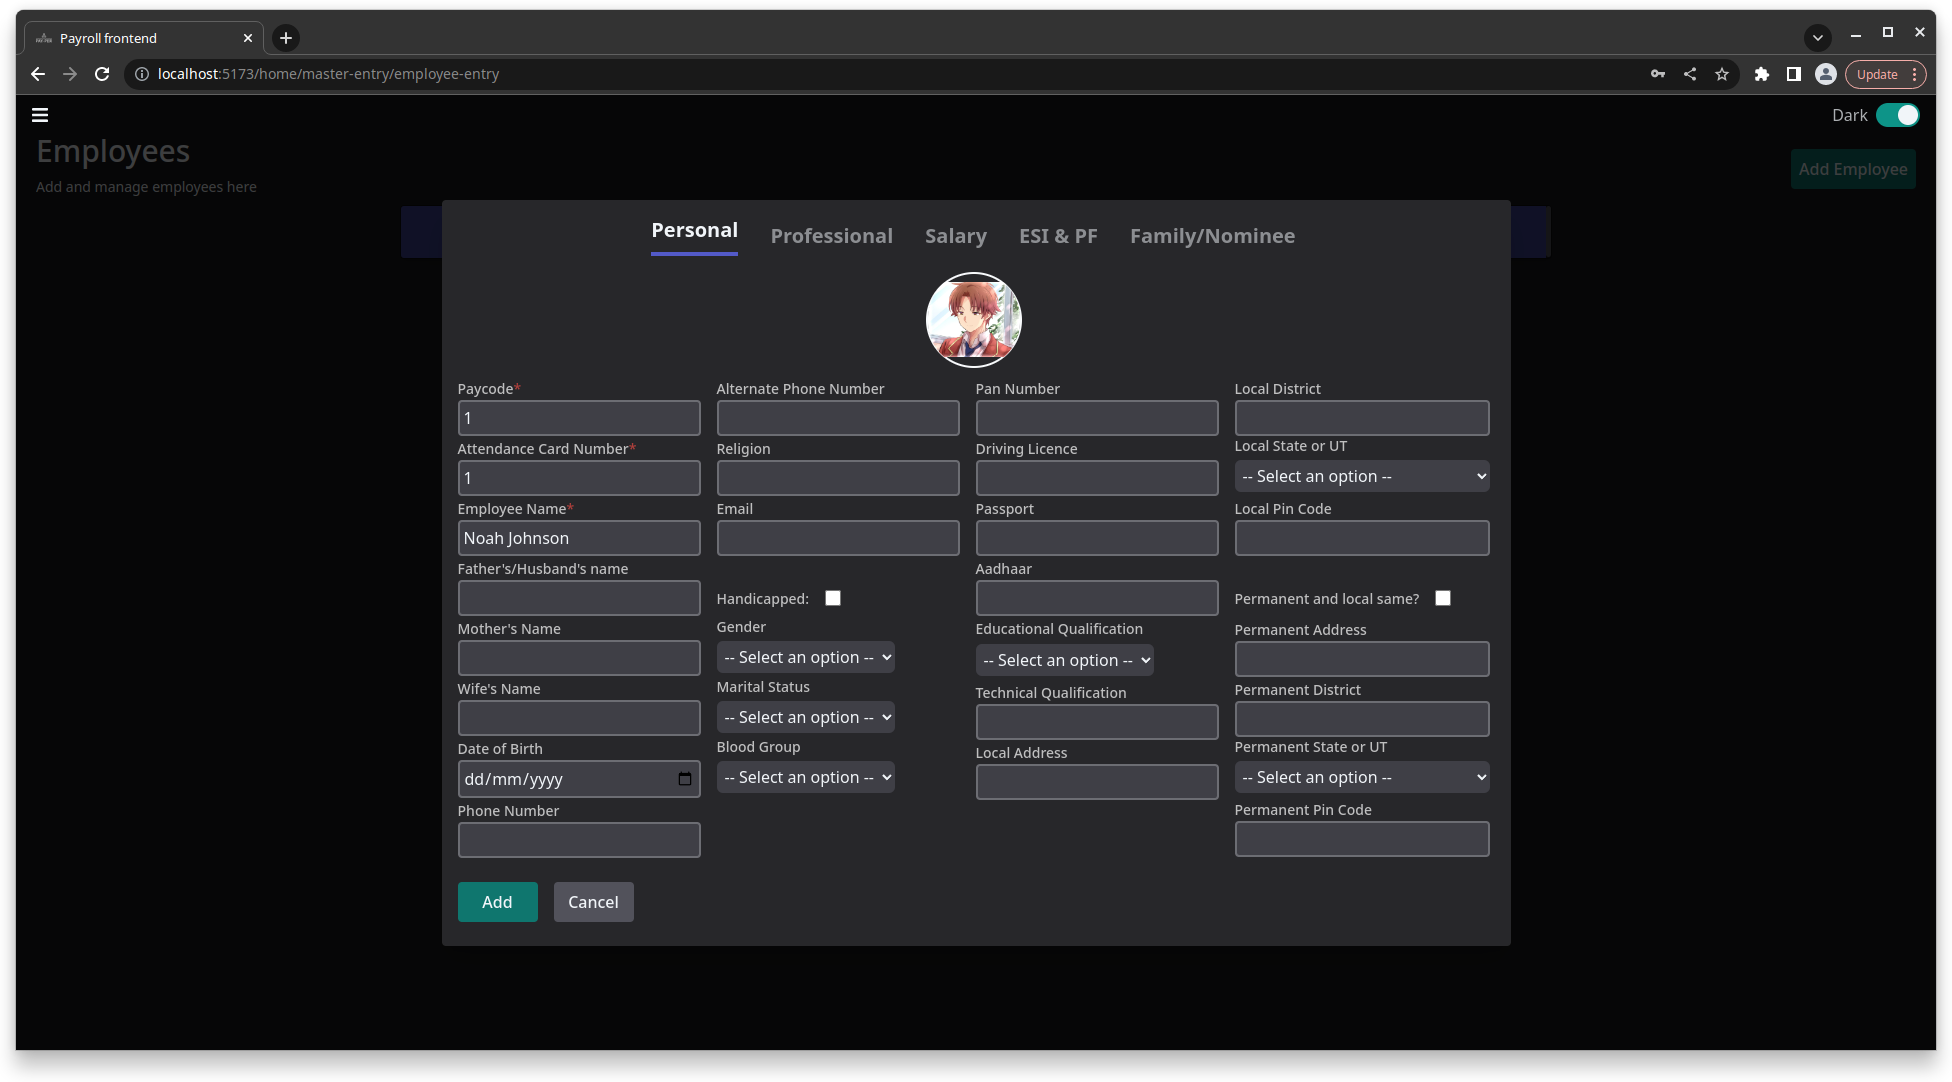 Payroll frontend
localhost:5173/home/master-entry/employee-entry
Update
Dark
Employees
Add and manage employees here
Add Employee
Personal Professional Salary ESI & PF Family/Nominee
Paycode*
1
Attendance Card Number*
1
Employee Name*
Noah Johnson
Father's/Husband's name
Mother's Name
Wife's Name
Date of Birth
dd/mm/yyyy
Phone Number
Alternate Phone Number
Religion
Email
Handicapped:
Gender
-- Select an option --
Marital Status
-- Select an option --
Blood Group
-- Select an option --
Pan Number
Driving Licence
Passport
Aadhaar
Educational Qualification
-- Select an option --
Technical Qualification
Local Address
Local District
Local State or UT
-- Select an option --
Local Pin Code
Permanent and local same?
Permanent Address
Permanent District
Permanent State or UT
-- Select an option --
Permanent Pin Code
Add Cancel